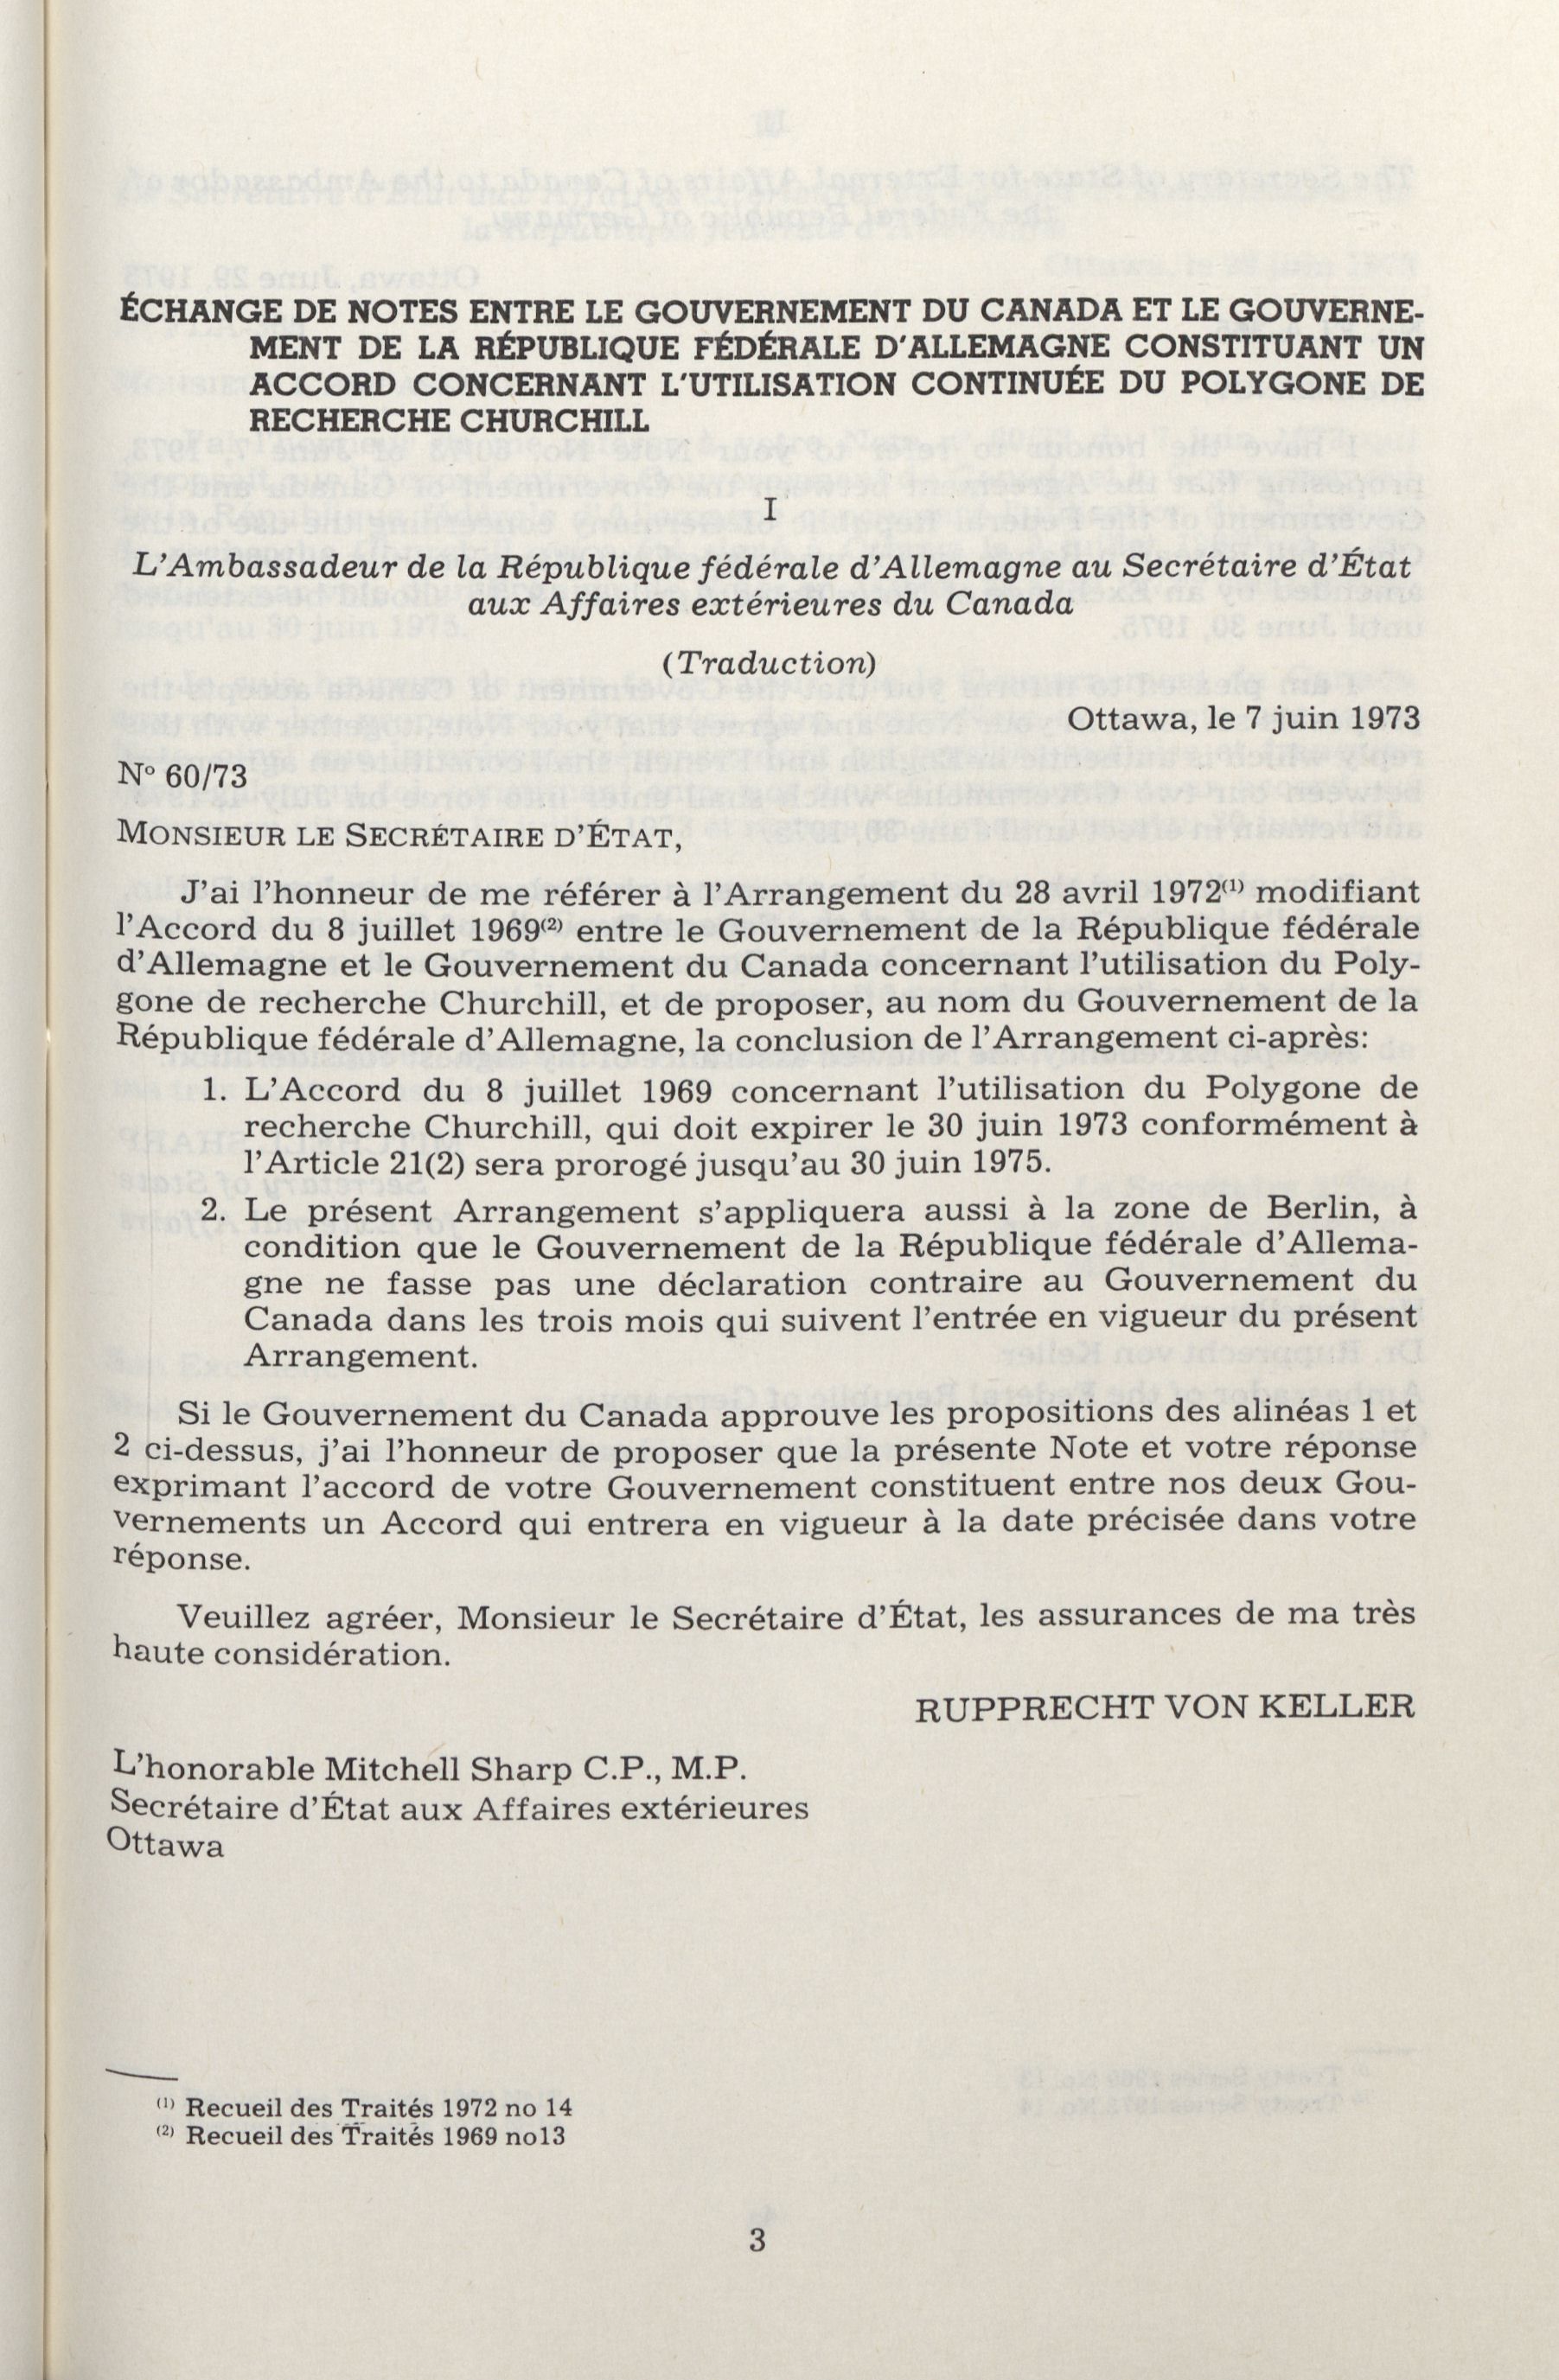 ÉCHANGE DE NOTES ENTRE LE GOUVERNEMENT DU CANADA ET LE GOUVERNE-
MENT DE LA RÉPUBLIQUE FÉDÉRALE D'ALLEMAGNE CONSTITUANT UN
ACCORD CONCERNANT L'UTILISATION CONTINUÉE DU POLYGONE DE
RECHERCHE CHURCHILL
I
L'Ambassadeur de la République fédérale d'Allemagne au Secrétaire d'État
aux Affaires extérieures du Canada
(Traduction)
Ottawa, le 7 juin 1973
N° 60/73
MONSIEUR LE SECRÉTAIRE D'ÉTAT,
J'ai l'honneur de me référer à l'Arrangement du 28 avril 1972(1) modifiant
l'Accord du 8 juillet 1969(2) entre le Gouvernement de la République fédérale
d'Allemagne et le Gouvernement du Canada concernant l'utilisation du Poly-
gone de recherche Churchill, et de proposer, au nom du Gouvernement de la
République fédérale d'Allemagne, la conclusion de l'Arrangement ci-après:
1. L'Accord du 8 juillet 1969 concernant l'utilisation du Polygone de
recherche Churchill, qui doit expirer le 30 juin 1973 conformément à
l'Article 21(2) sera prorogé jusqu'au 30 juin 1975.
2. Le présent Arrangement s'appliquera aussi à la zone de Berlin, à
condition que le Gouvernement de la République fédérale d'Allema-
gne ne fasse pas une déclaration contraire au Gouvernement du
Canada dans les trois mois qui suivent l'entrée en vigueur du présent
Arrangement.
Si le Gouvernement du Canada approuve les propositions des alinéas 1 et
2 ci-dessus, j'ai l'honneur de proposer que la présente Note et votre réponse
exprimant l'accord de votre Gouvernement constituent entre nos deux Gou-
vernements un Accord qui entrera en vigueur à la date précisée dans votre
réponse.
Veuillez agréer, Monsieur le Secrétaire d'État, les assurances de ma très
haute considération.
RUPPRECHT VON KELLER
L'honorable Mitchell Sharp C.P., M.P.
Secrétaire d'État aux Affaires extérieures
Ottawa
(1) Recueil des Traités 1972 no 14
(2) Recueil des Traités 1969 no13
3